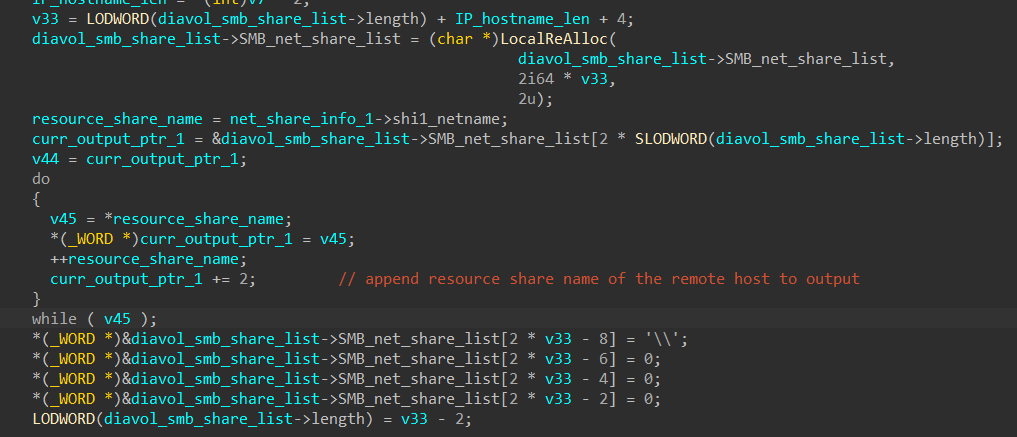 IP_hostname_len = (int)v7 - 2;
v33 = LODWORD(diavol_smb_share_list->length) + IP_hostname_len + 4;
diavol_smb_share_list->SMB_net_share_list = (char *)LocalReAlloc(
diavol_smb_share_list->SMB_net_share_list,
2i64 * v33,
2u);
resource_share_name = net_share_info_1->shi1_netname;
curr_output_ptr_1 = &diavol_smb_share_list->SMB_net_share_list[2 * SLODWORD(diavol_smb_share_list->length)];
v44 = curr_output_ptr_1;
do
{
v45 = *resource_share_name;
*(_WORD *)curr_output_ptr_1 = v45;
++resource_share_name;
curr_output_ptr_1 += 2; // append resource share name of the remote host to output
}
while ( v45 );
*(_WORD *)&diavol_smb_share_list->SMB_net_share_list[2 * v33 - 8] = '\\';
*(_WORD *)&diavol_smb_share_list->SMB_net_share_list[2 * v33 - 6] = 0;
*(_WORD *)&diavol_smb_share_list->SMB_net_share_list[2 * v33 - 4] = 0;
*(_WORD *)&diavol_smb_share_list->SMB_net_share_list[2 * v33 - 2] = 0;
LODWORD(diavol_smb_share_list->length) = v33 - 2;